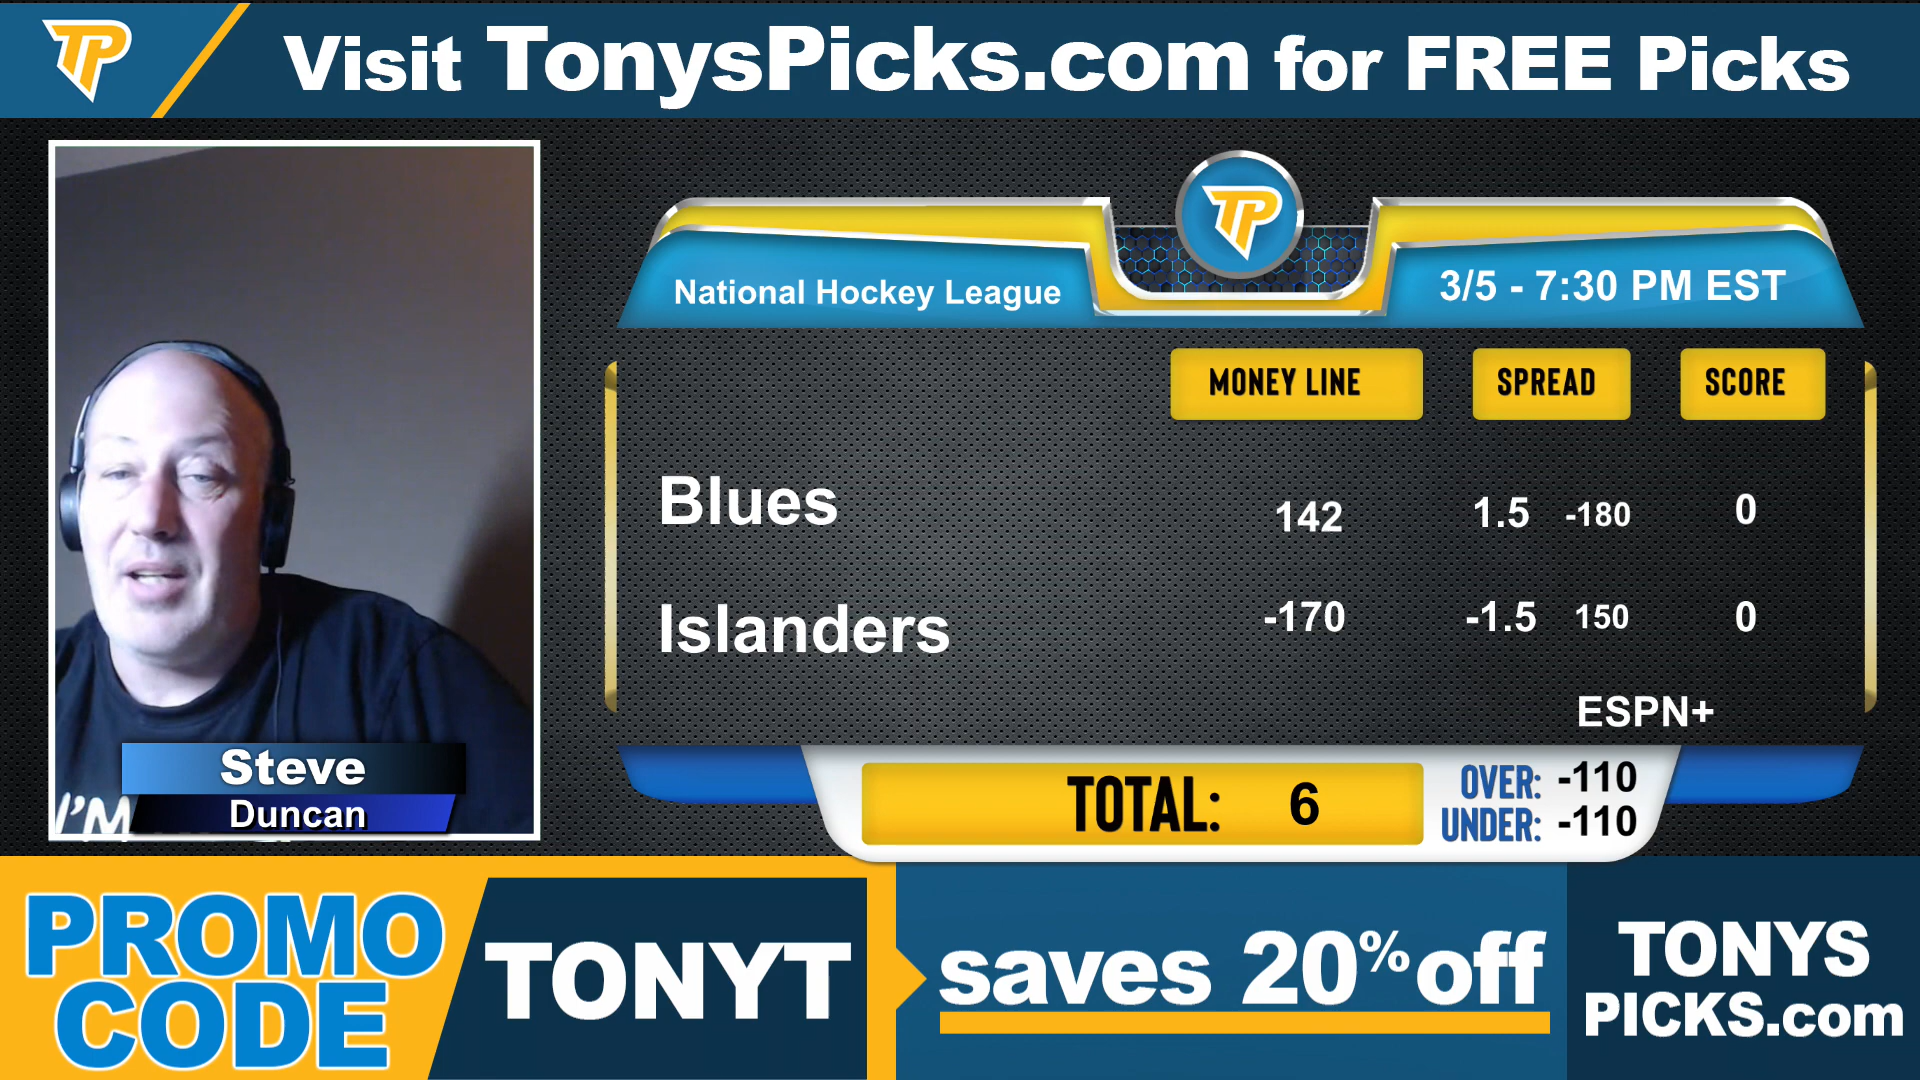 TP
Visit TonysPicks.com for FREE Picks
TP
National Hockey League
3/5 - 7:30 PM EST
MONEY LINE SPREAD SCORE
Blues 142 1.5 -180 0
Islanders -170 -1.5 150 0
ESPN+
TOTAL: 6
OVER: -110
UNDER: -110
I'M
Steve
Duncan
PROMO
CODE
TONYT
saves 20% off
TONYS
PICKS.com